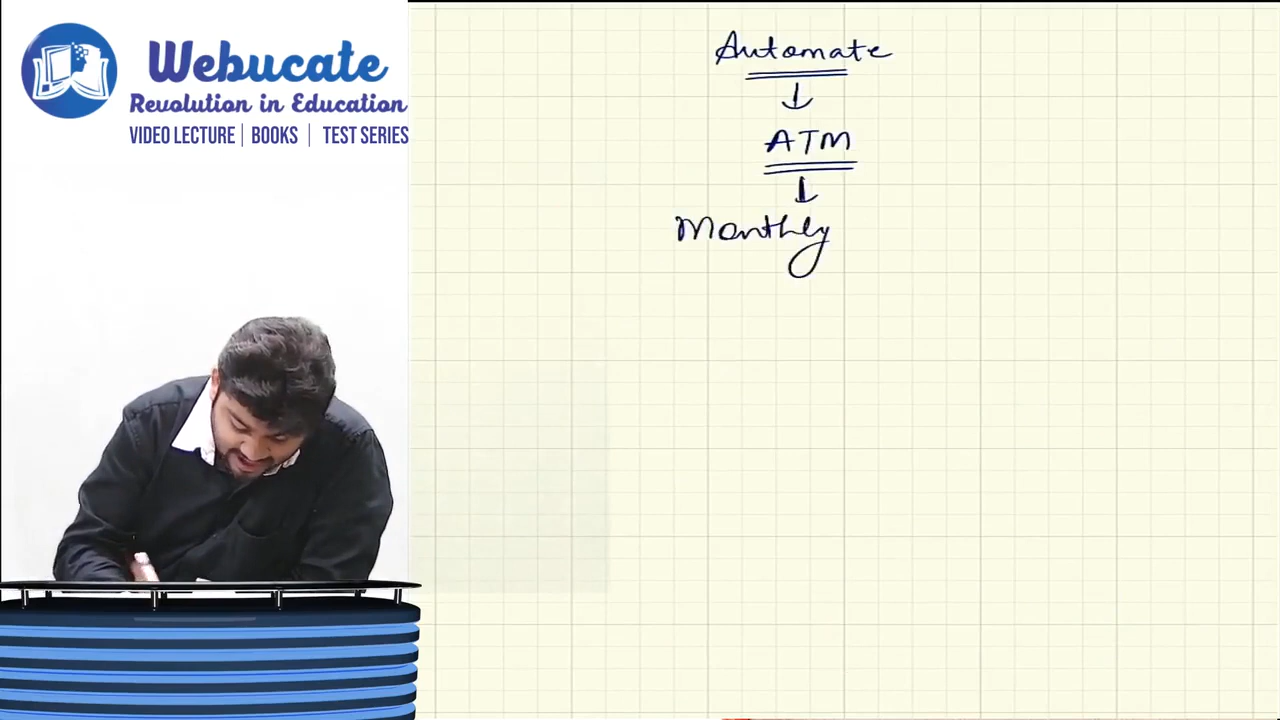 Webucate
Revolution in Education
VIDEO LECTURE | BOOKS | TEST SERIES
Automate
ATM
Monthly